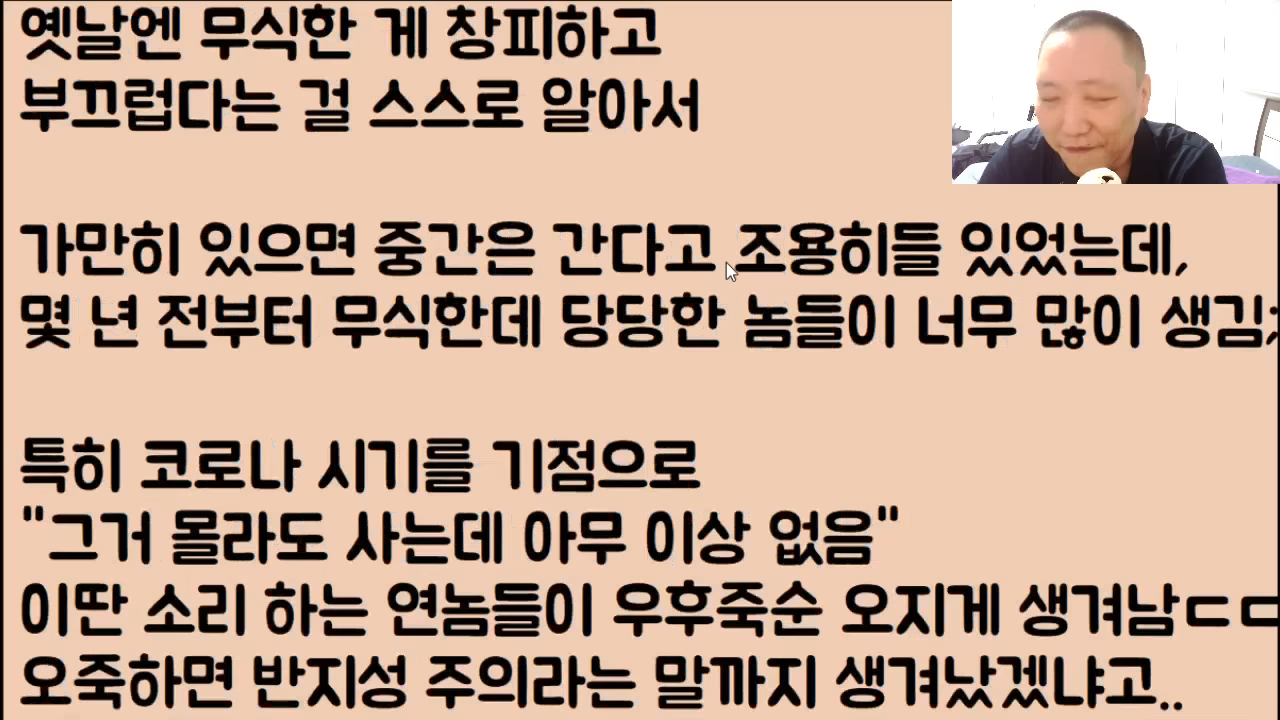 옛날엔 무식한 게 창피하고
부끄럽다는 걸 스스로 알아서
가만히 있으면 중간은 간다고 조용히들 있었는데,
몇 년 전부터 무식한데 당당한 놈들이 너무 많이 생김
특히 코로나 시기를 기점으로
"그거 몰라도 사는데 아무 이상 없음"
이딴 소리 하는 연놈들이 우후죽순 오지게 생겨남ㄷㄷ
오죽하면 반지성 주의라는 말까지 생겨났겠냐고..